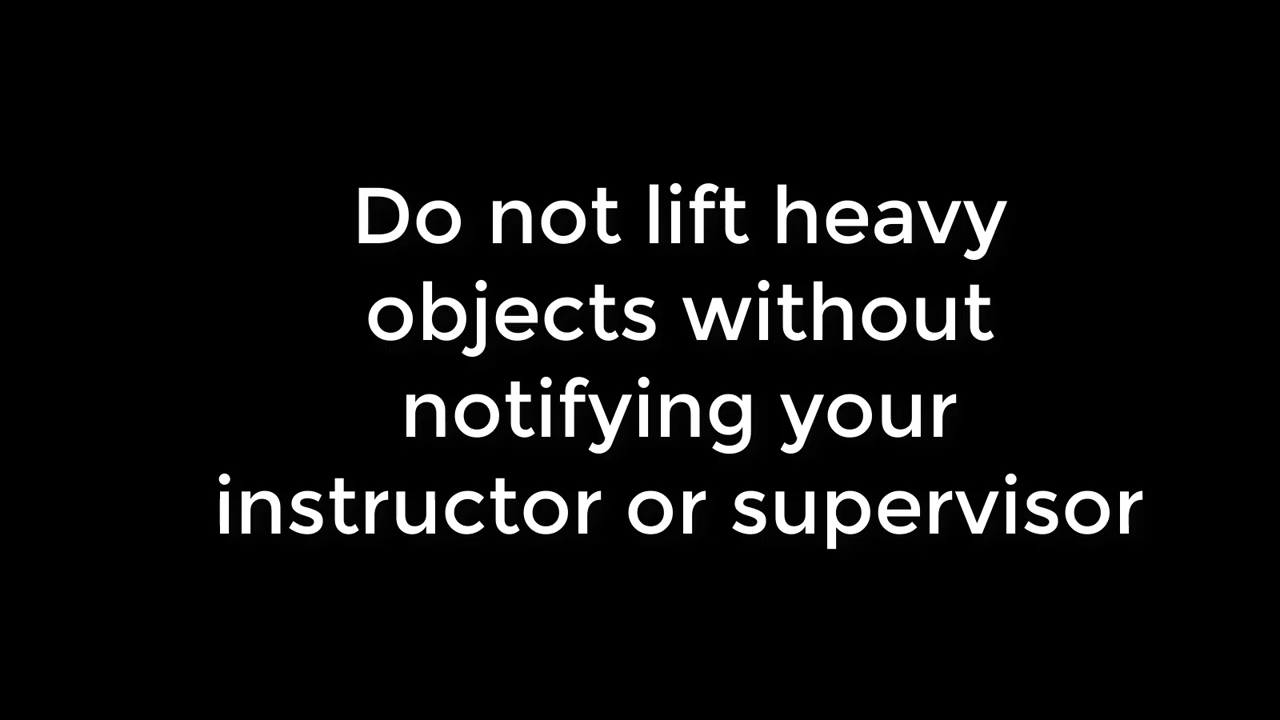 Do not lift heavy
objects without
notifying your
instructor or supervisor